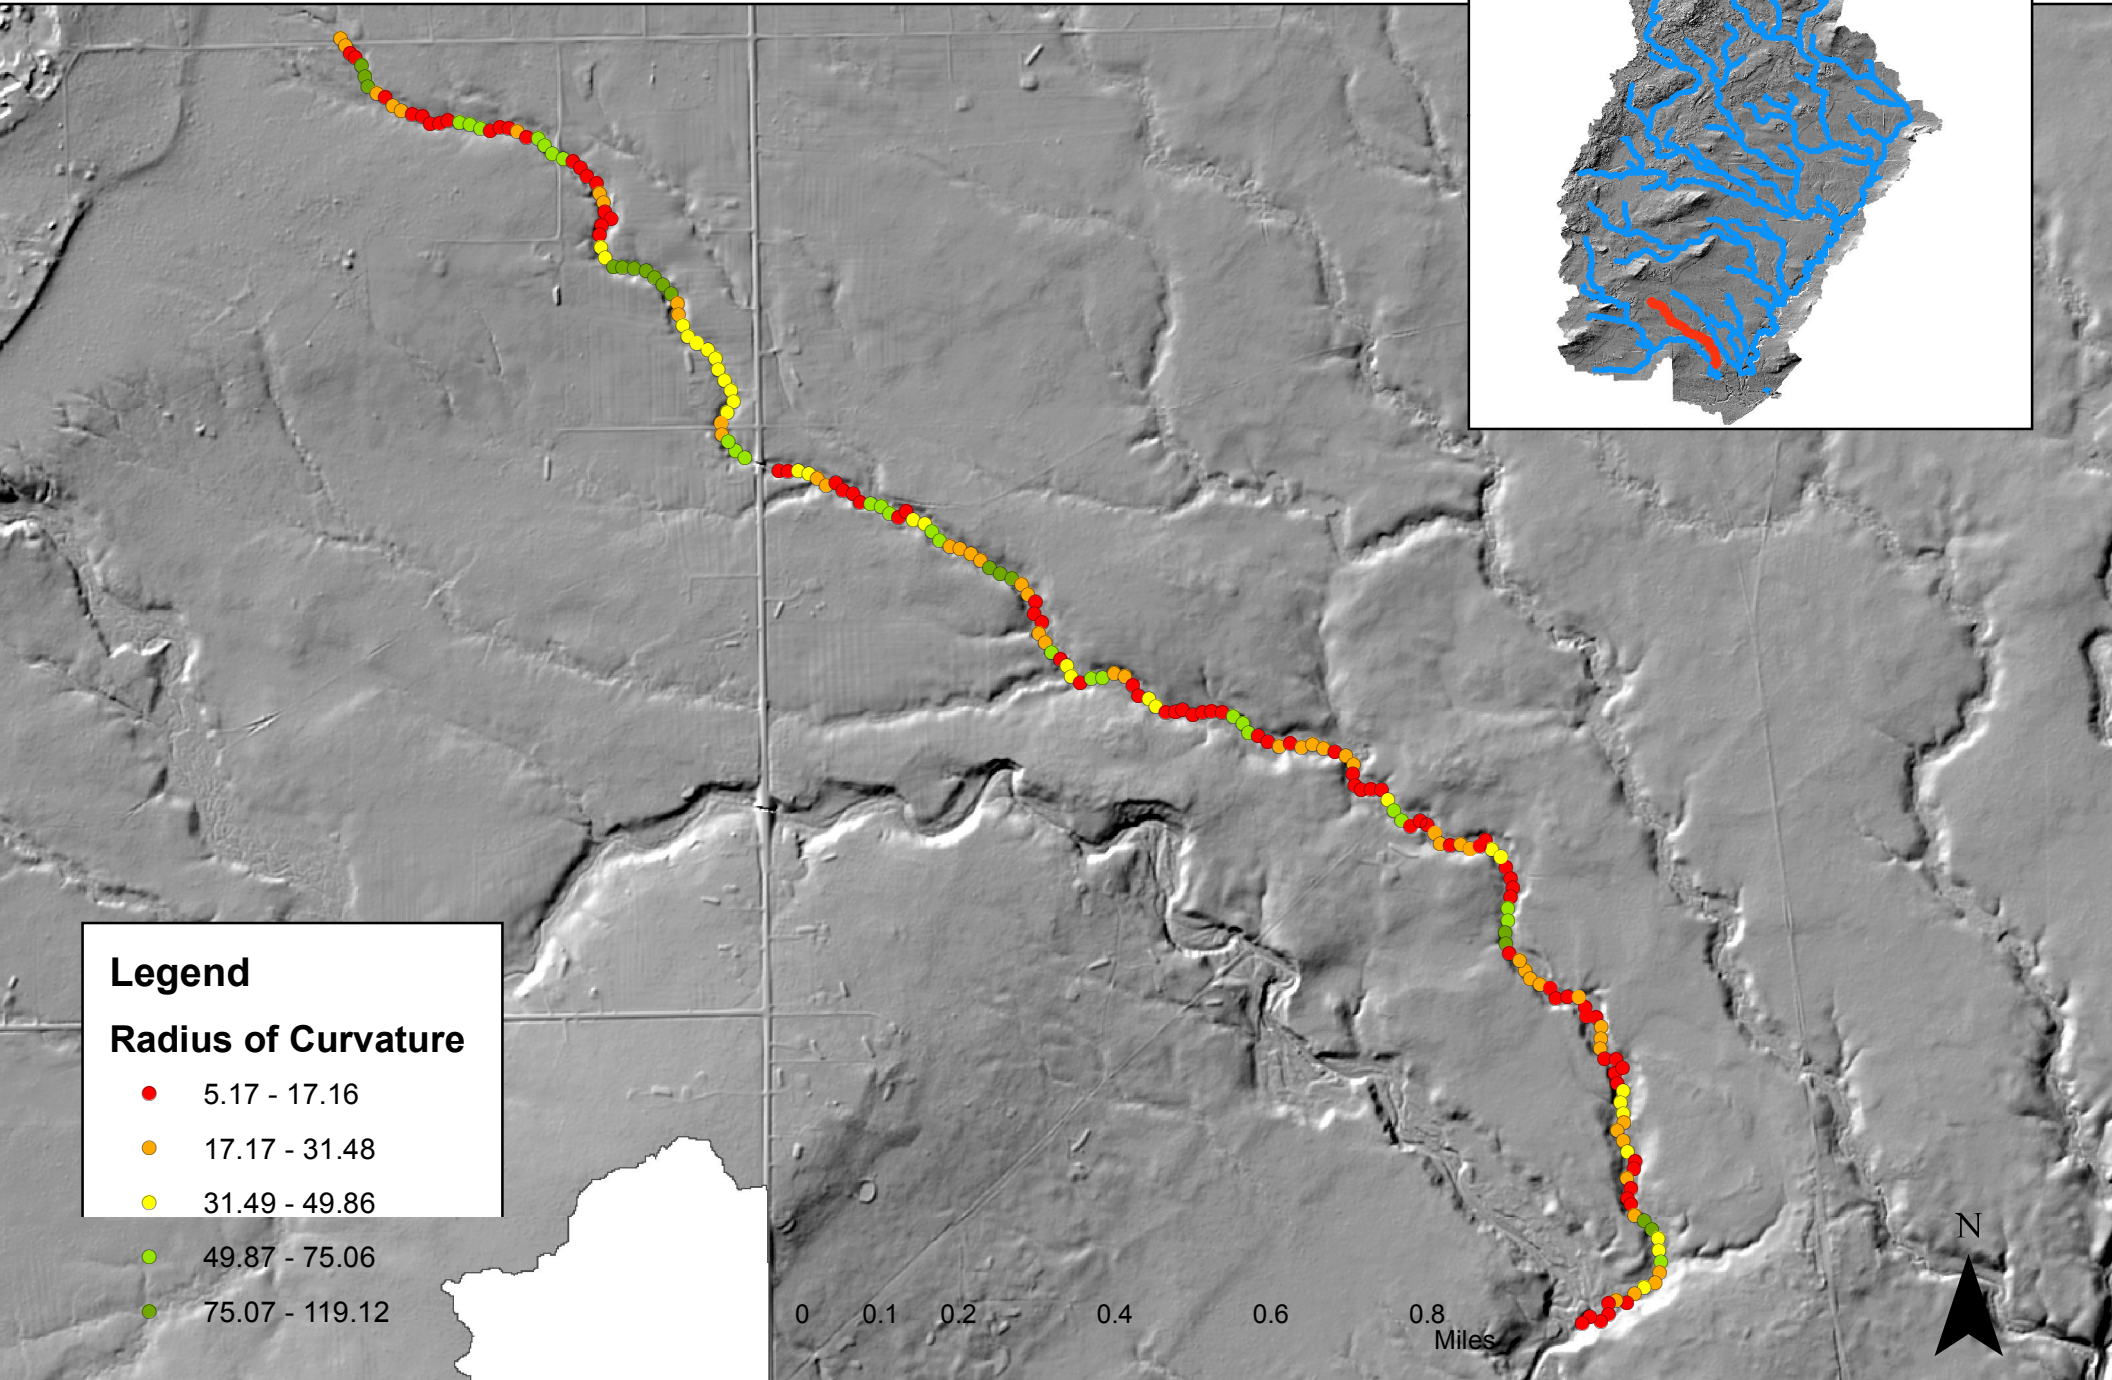 Legend
Radius of Curvature
5.17 - 17.16
17.17 - 31.48
31.49 - 49.86
49.87 - 75.06
75.07 - 119.12
0 0.1 0.2 0.4 0.6 0.8
Miles
N